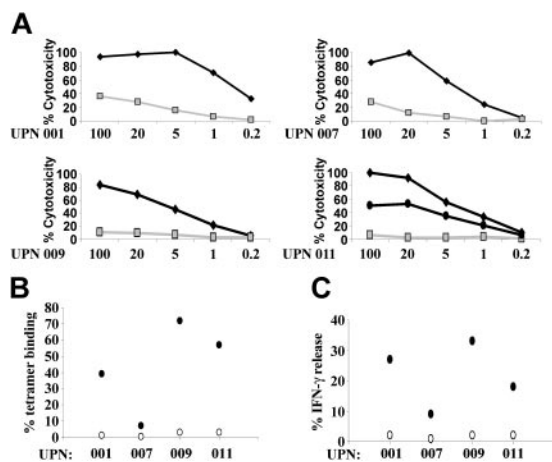 A
% Cytotoxicity
100
80
60
40
20
0
UPN 001
100 20 5 1 0.2
% Cytotoxicity
100
80
60
40
20
0
UPN 007
100 20 5 1 0.2
% Cytotoxicity
100
80
60
40
20
0
UPN 009
100 20 5 1 0.2
% Cytotoxicity
100
80
60
40
20
0
UPN 011
100 20 5 1 0.2
B
% tetramer binding
80
70
60
50
40
30
20
10
0
UPN: 001 007 009 011
C
% IFN-γ release
40
30
20
10
0
UPN: 001 007 009 011